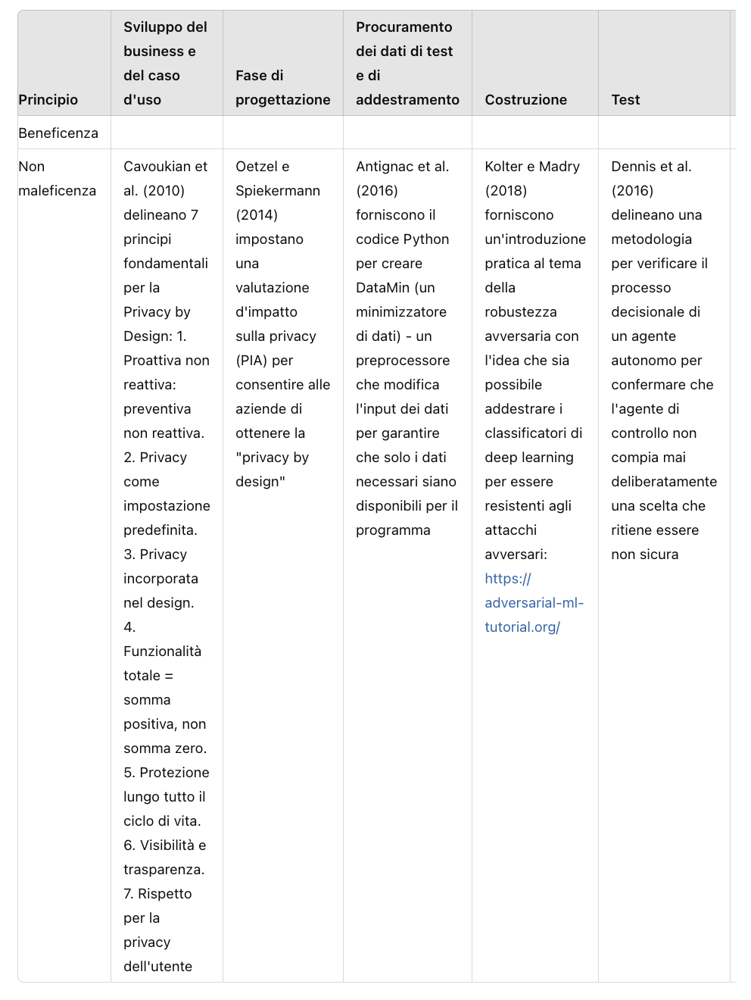 Principio
Sviluppo del
business e
del caso
d'uso
Fase di
progettazione
Procuramento
dei dati di test
e di
addestramento
Costruzione
Test
Beneficenza
Non
maleficenza
Cavoukian et
al. (2010)
delineano 7
principi
fondamentali
per la
Privacy by
Design: 1.
Proattiva non
reattiva:
preventiva
non reattiva.
2. Privacy
come
impostazione
predefinita.
3. Privacy
incorporata
nel design.
4.
Funzionalità
totale =
somma
positiva, non
somma zero.
5. Protezione
lungo tutto il
ciclo di vita.
6. Visibilità e
trasparenza.
7. Rispetto
per la
privacy
dell'utente
Oetzel e
Spiekermann
(2014)
impostano
una
valutazione
d'impatto
sulla privacy
(PIA) per
consentire alle
aziende di
ottenere la
"privacy by
design"
Antignac et al.
(2016)
forniscono il
codice Python
per creare
DataMin (un
minimizzatore
di dati) - un
preprocessore
che modifica
l'input dei dati
per garantire
che solo i dati
necessari siano
disponibili per il
programma
Kolter e Madry
(2018)
forniscono
un'introduzione
pratica al tema
della
robustezza
avversaria con
l'idea che sia
possibile
addestrare i
classificatori di
deep learning
per essere
resistenti agli
attacchi
avversari:
https://
adversarial-ml-
tutorial.org/
Dennis et al.
(2016)
delineano una
metodologia
per verificare il
processo
decisionale di
un agente
autonomo per
confermare che
l'agente di
controllo non
compia mai
deliberatamente
una scelta che
ritiene essere
non sicura